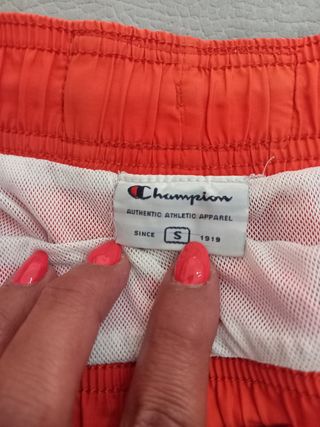 Champion
AUTHENTIC ATHLETIC APPAREL
SINCE S 1919